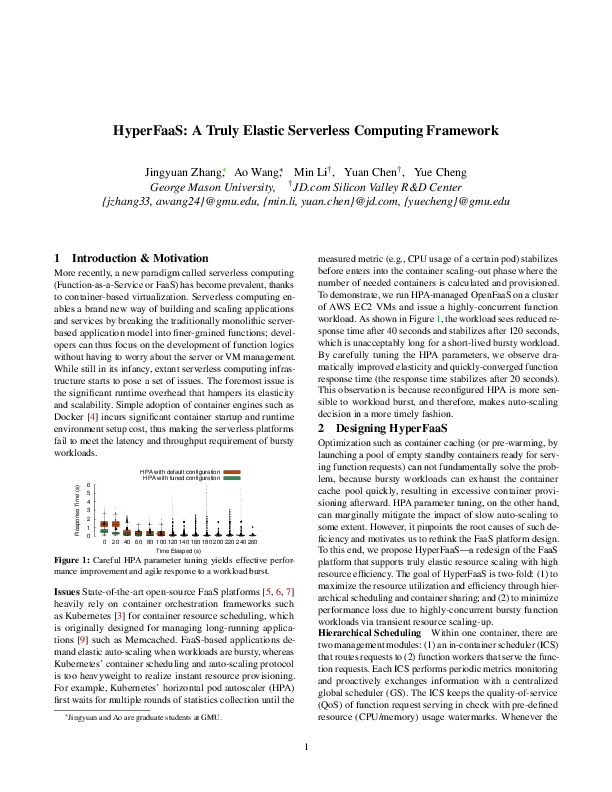 HyperFaaS: A Truly Elastic Serverless Computing Framework
Jingyuan Zhang,* Ao Wang,* Min Li†, Yuan Chen†, Yue Cheng
George Mason University, †JD.com Silicon Valley R&D Center
{jzhang33, awang24}@gmu.edu, {min.li, yuan.chen}@jd.com, {yuecheng}@gmu.edu
1 Introduction & Motivation
More recently, a new paradigm called serverless computing
(Function-as-a-Service or FaaS) has become prevalent, thanks
to container-based virtualization. Serverless computing en-
ables a brand new way of building and scaling applications
and services by breaking the traditionally monolithic server-
based application model into finer-grained functions; devel-
opers can thus focus on the development of function logics
without having to worry about the server or VM management.
While still in its infancy, extant serverless computing infras-
tructure starts to pose a set of issues. The foremost issue is
the significant runtime overhead that hampers its elasticity
and scalability. Simple adoption of container engines such as
Docker [4] incurs significant container startup and runtime
environment setup cost, thus making the serverless platforms
fail to meet the latency and throughput requirement of bursty
workloads.
HPA with default configuration
HPA with tuned configuration
Response Time (s)
6
5
4
3
2
1
0
0 20 40 60 80 100 120 140 160 180 200 220 240 260
Time Elasped (s)
Figure 1: Careful HPA parameter tuning yields effective perfor-
mance improvement and agile response to a workload burst.
Issues State-of-the-art open-source FaaS platforms [5, 6, 7]
heavily rely on container orchestration frameworks such
as Kubernetes [3] for container resource scheduling, which
is originally designed for managing long-running applica-
tions [9] such as Memcached. FaaS-based applications de-
mand elastic auto-scaling when workloads are bursty, whereas
Kubernetes' container scheduling and auto-scaling protocol
is too heavyweight to realize instant resource provisioning.
For example, Kubernetes' horizontal pod autoscaler (HPA)
first waits for multiple rounds of statistics collection until the
*Jingyuan and Ao are graduate students at GMU.
measured metric (e.g., CPU usage of a certain pod) stabilizes
before enters into the container scaling-out phase where the
number of needed containers is calculated and provisioned.
To demonstrate, we run HPA-managed OpenFaaS on a cluster
of AWS EC2 VMs and issue a highly-concurrent function
workload. As shown in Figure 1, the workload sees reduced re-
sponse time after 40 seconds and stabilizes after 120 seconds,
which is unacceptably long for a short-lived bursty workload.
By carefully tuning the HPA parameters, we observe dra-
matically improved elasticity and quickly-converged function
response time (the response time stabilizes after 20 seconds).
This observation is because reconfigured HPA is more sen-
sible to workload burst, and therefore, makes auto-scaling
decision in a more timely fashion.
2 Designing HyperFaaS
Optimization such as container caching (or pre-warming, by
launching a pool of empty standby containers ready for serv-
ing function requests) can not fundamentally solve the prob-
lem, because bursty workloads can exhaust the container
cache pool quickly, resulting in excessive container provi-
sioning afterward. HPA parameter tuning, on the other hand,
can marginally mitigate the impact of slow auto-scaling to
some extent. However, it pinpoints the root causes of such de-
ficiency and motivates us to rethink the FaaS platform design.
To this end, we propose HyperFaaS—a redesign of the FaaS
platform that supports truly elastic resource scaling with high
resource efficiency. The goal of HyperFaaS is two-fold: (1) to
maximize the resource utilization and efficiency through hier-
archical scheduling and container sharing; and (2) to minimize
performance loss due to highly-concurrent bursty function
workloads via transient resource scaling-up.
Hierarchical Scheduling Within one container, there are
two management modules: (1) an in-container scheduler (ICS)
that routes requests to (2) function workers that serve the func-
tion requests. Each ICS performs periodic metrics monitoring
and proactively exchanges information with a centralized
global scheduler (GS). The ICS keeps the quality-of-service
(QoS) of function request serving in check with pre-defined
resource (CPU/memory) usage watermarks. Whenever the
1